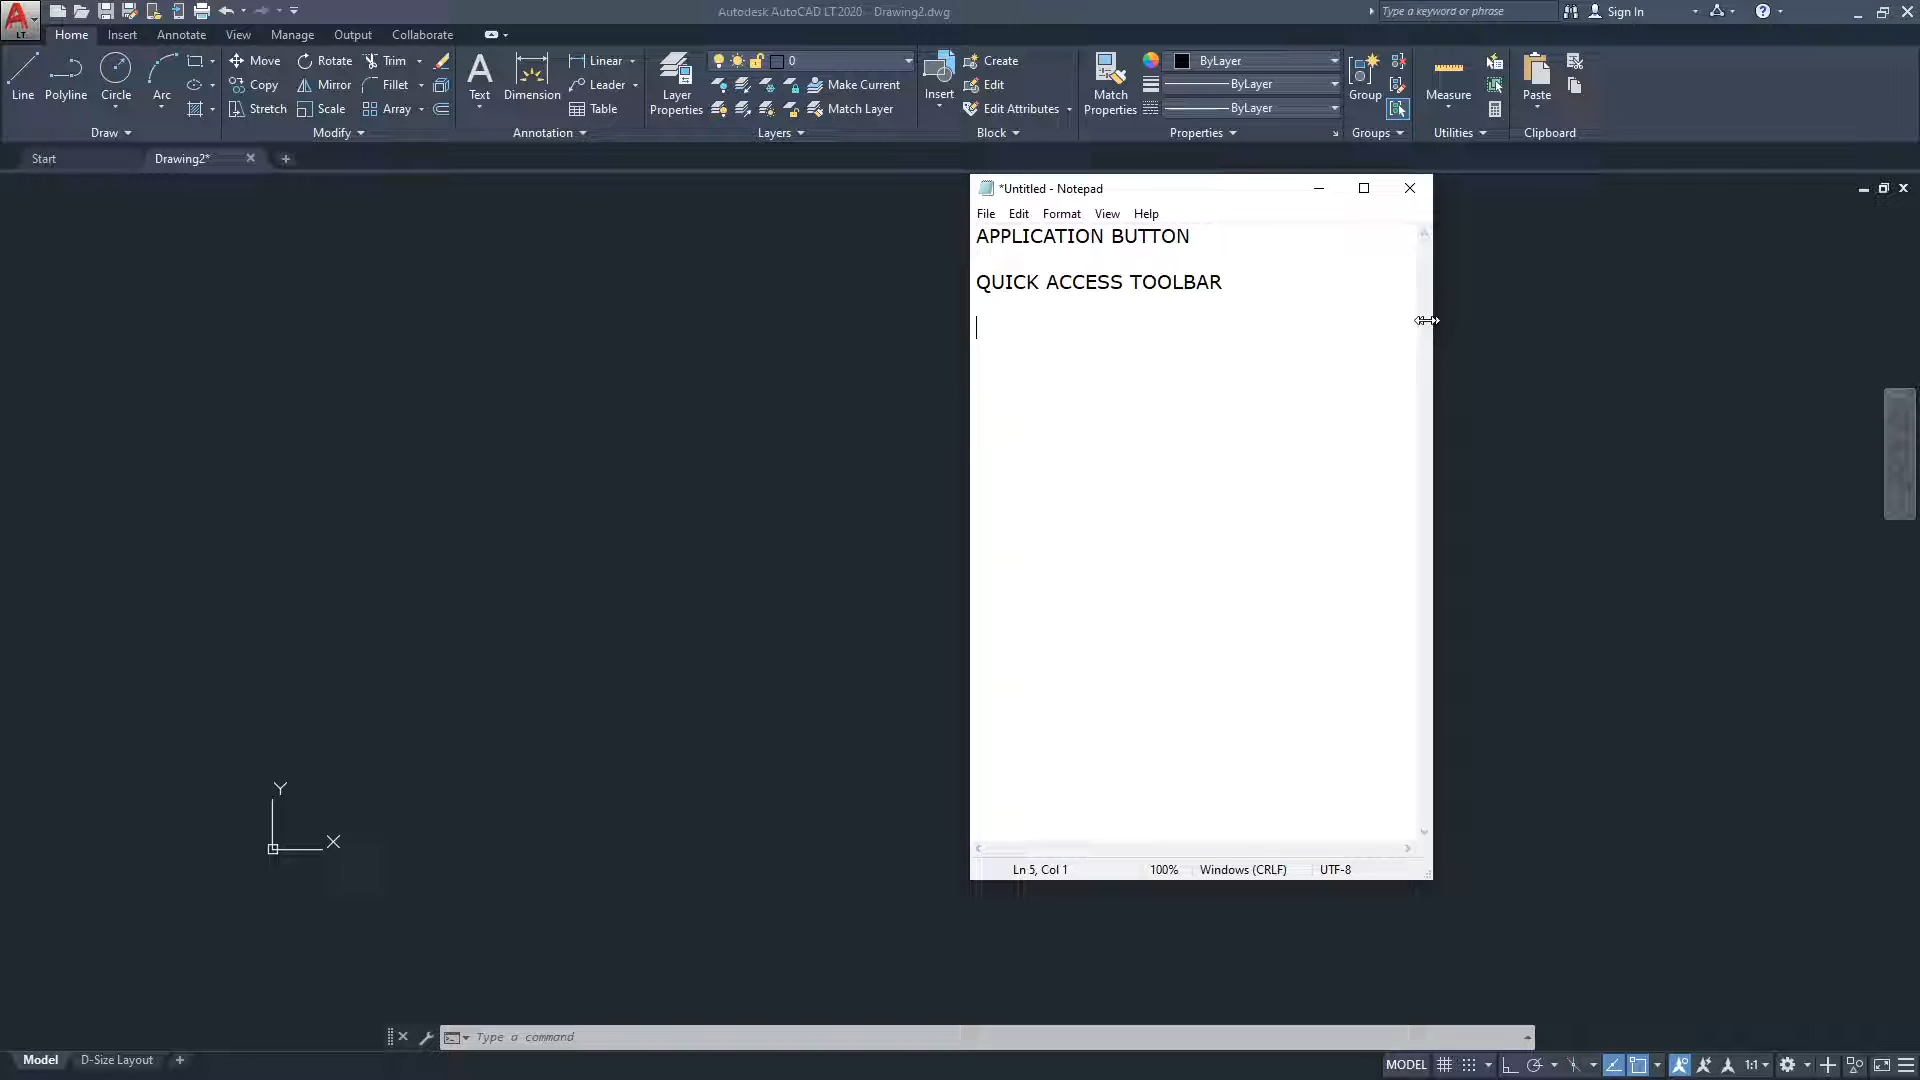 Autodesk AutoCAD LT 2020 Drawing2.dwg
Type a keyword or phrase
Sign In
LT
Home Insert Annotate View Manage Output Collaborate
Line Polyline Circle Arc
Move Rotate Trim
Copy Mirror Fillet
Stretch Scale Array
Text Dimension
Linear
Leader
Table
Layer Properties
0
Make Current
Match Layer
Insert
Create
Edit
Edit Attributes
Match Properties
ByLayer
ByLayer
ByLayer
Group
Measure
Paste
Draw Modify Annotation Layers Block Properties Groups Utilities Clipboard
Start Drawing2*
*Untitled - Notepad
File Edit Format View Help
APPLICATION BUTTON
QUICK ACCESS TOOLBAR
Ln 5, Col 1 100% Windows (CRLF) UTF-8
Y
X
Type a command
Model D-Size Layout
MODEL 1:1